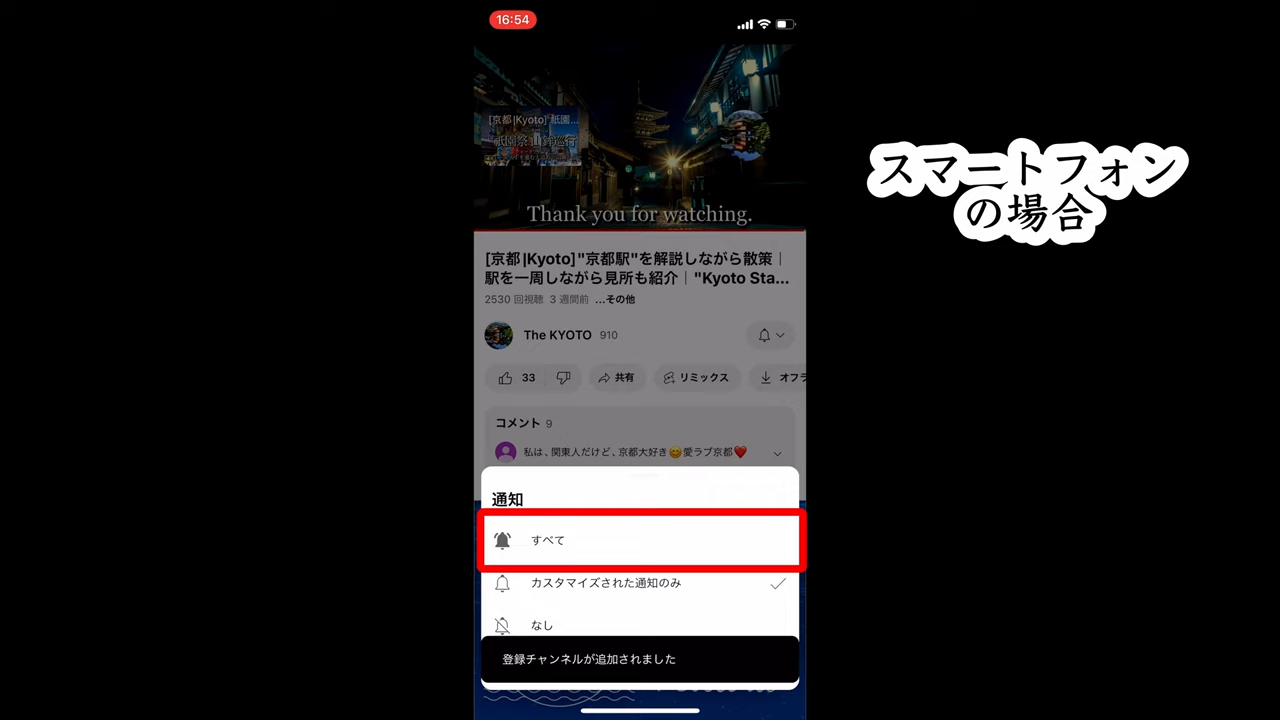 16:54
[京都|Kyoto] 祇園...
祇園祭
Thank you for watching.
[京都|Kyoto]"京都駅"を解説しながら散策｜
駅を一周しながら見所も紹介｜"Kyoto Sta...
2530 回視聴 3 週間前 ...その他
The KYOTO 910
33 共有 リミックス オフラ
コメント 9
私は、関東人だけど、京都大好き😊愛ラブ京都❤️
通知
すべて
カスタマイズされた通知のみ
なし
登録チャンネルが追加されました
スマートフォン
の場合